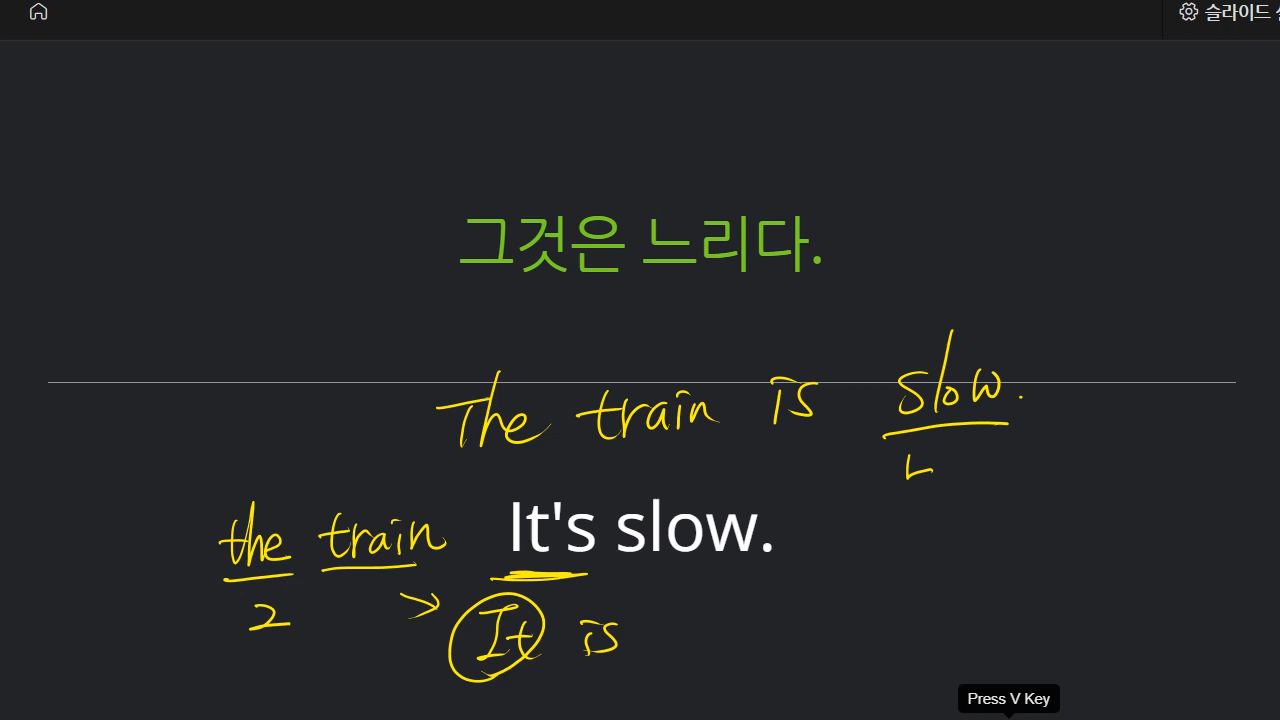 슬라이드
그것은 느리다.
The train is slow.
the train It's slow.
It is
Press V Key